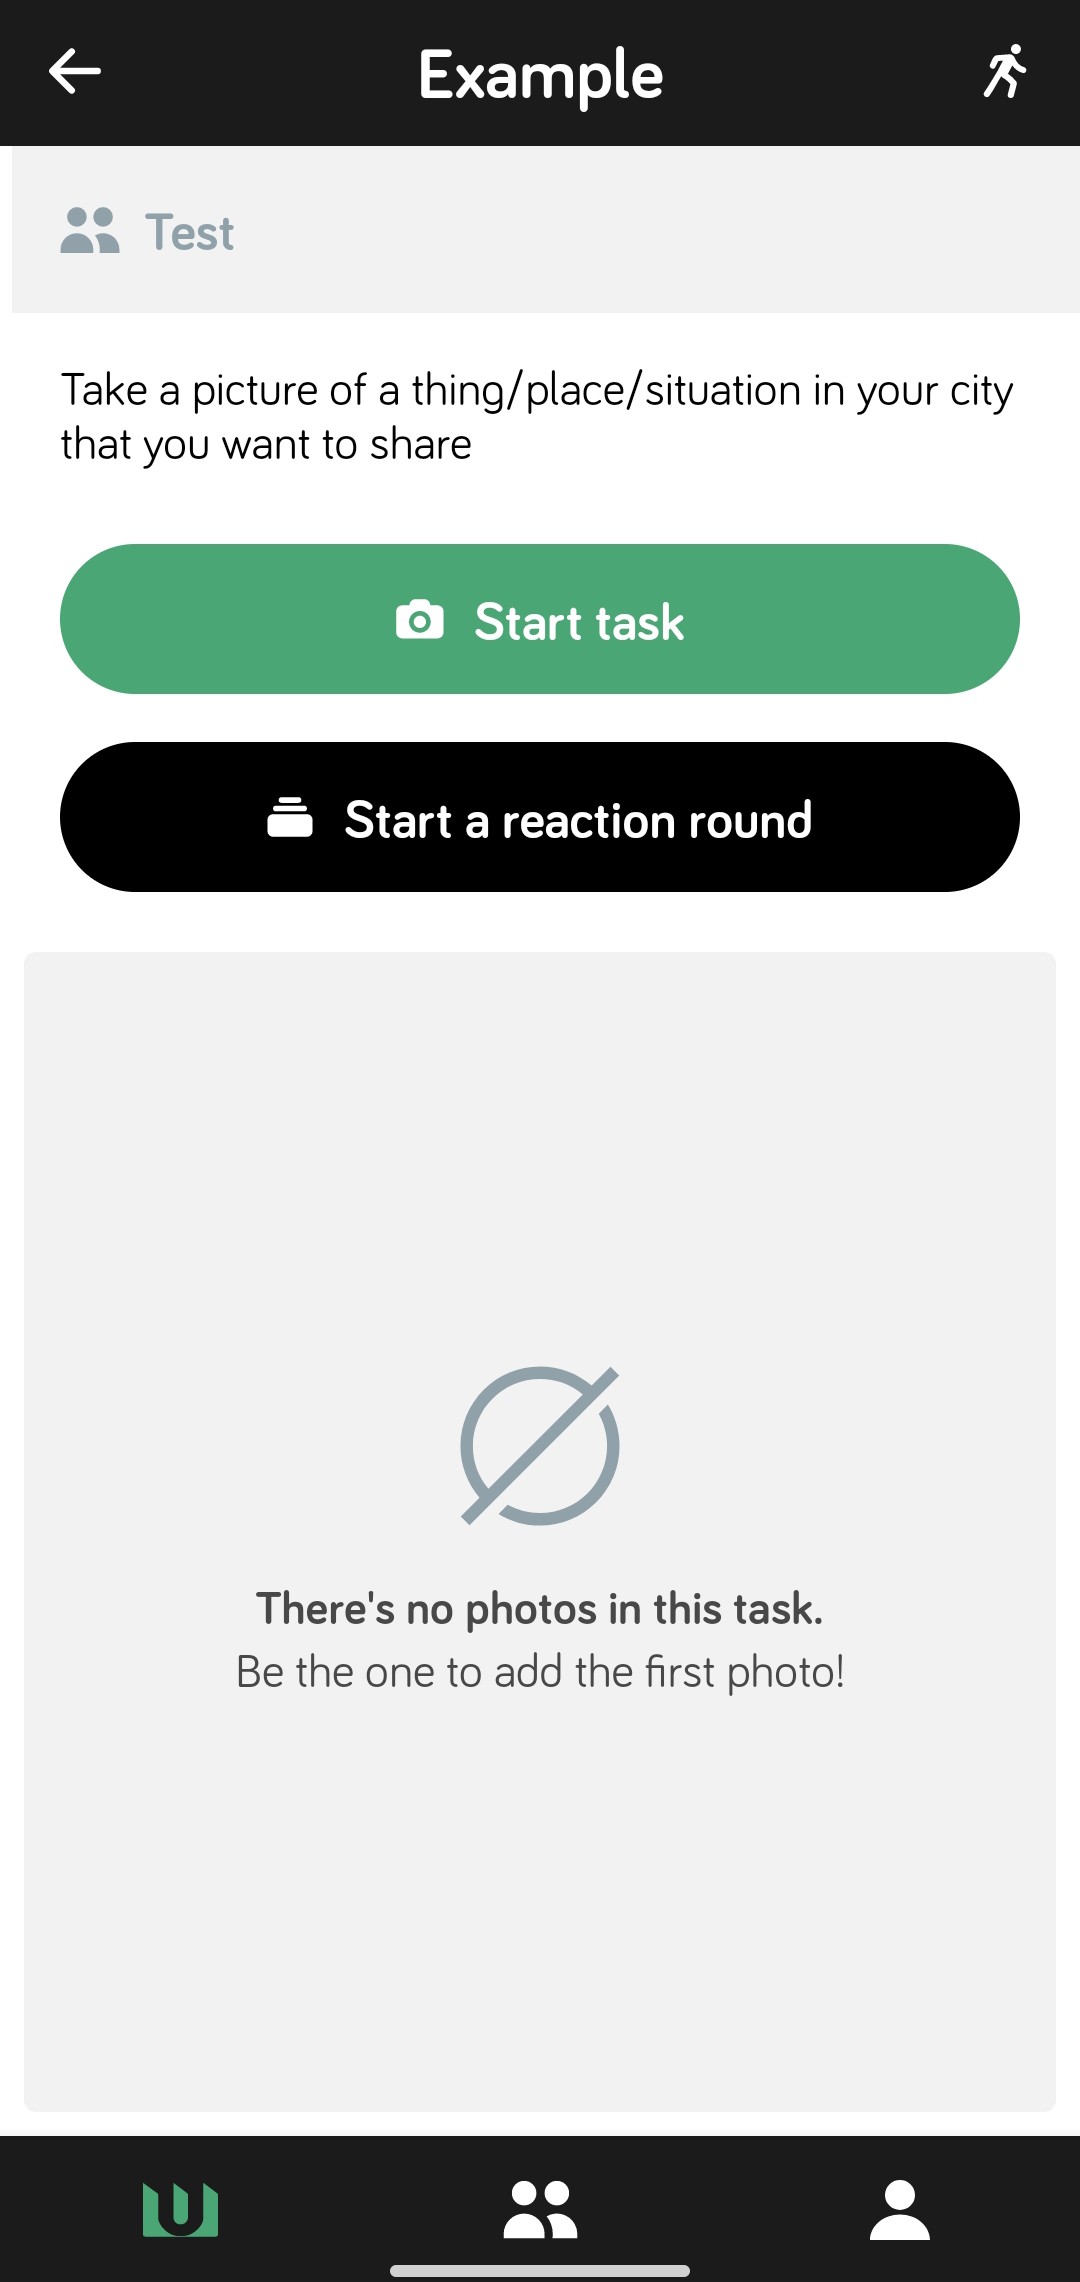 Example
Test
Take a picture of a thing/place/situation in your city
that you want to share
Start task
Start a reaction round
There's no photos in this task.
Be the one to add the first photo!